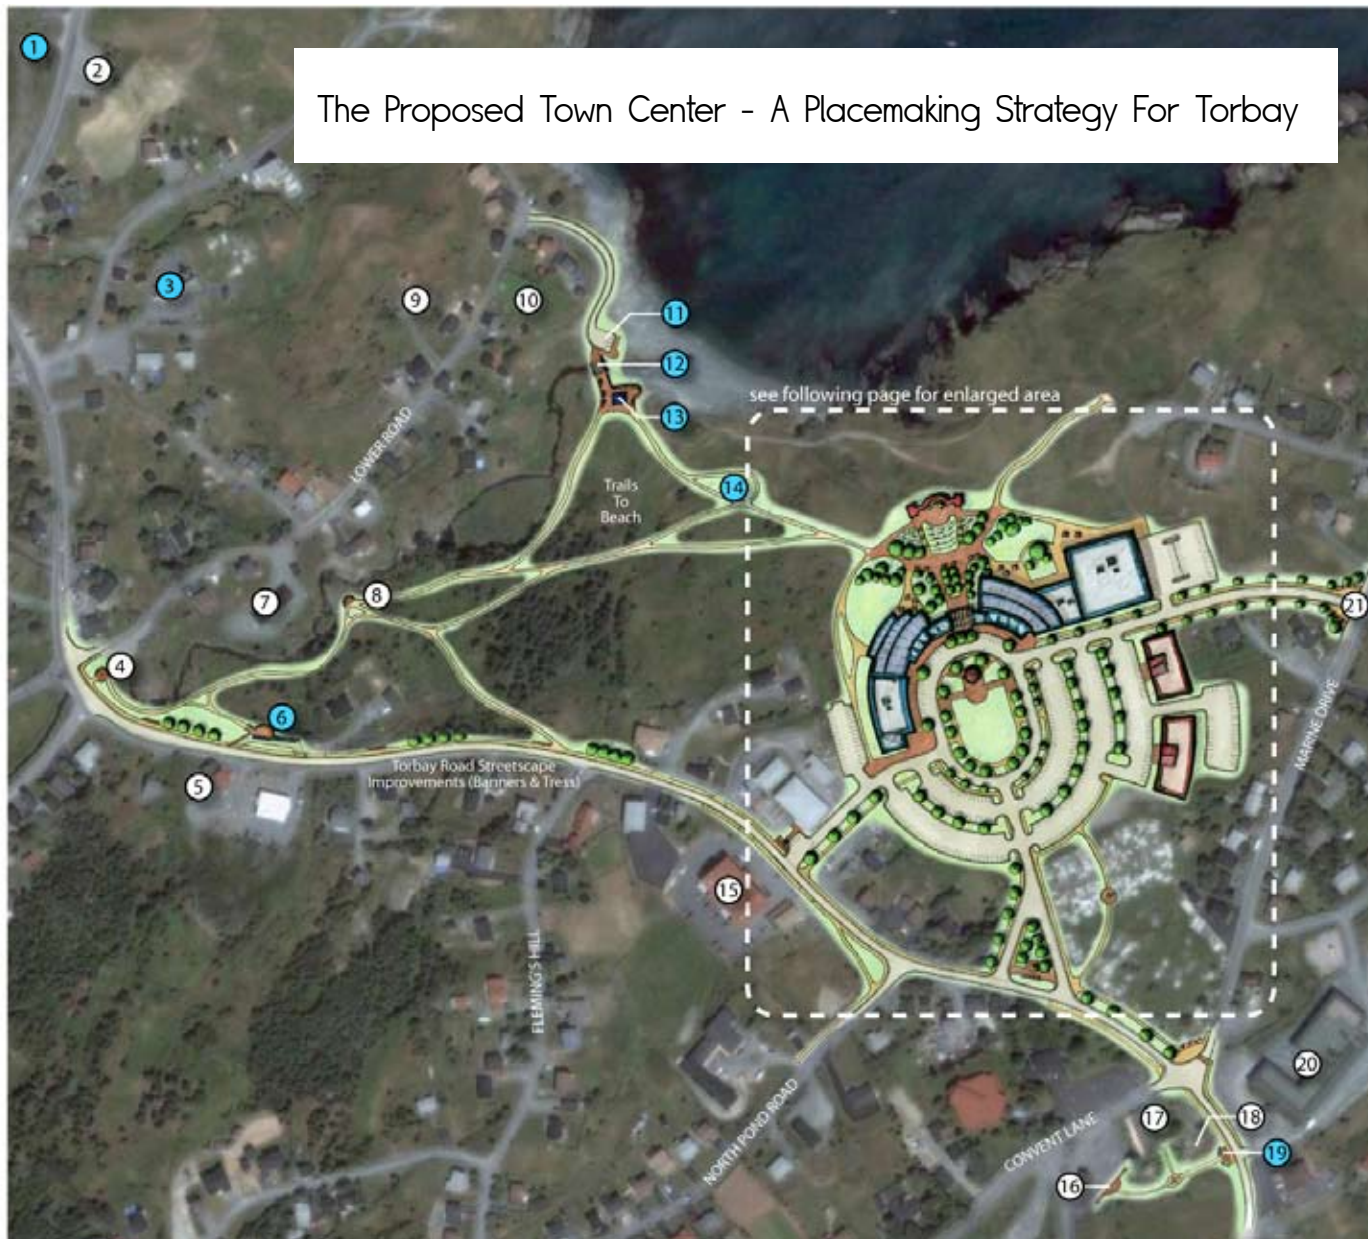 The Proposed Town Center - A Placemaking Strategy For Torbay
1
2
3
9
10
11
12
13
see following page for enlarged area
LOWER ROAD
14
Trails
To
Beach
7
8
21
4
6
5
Torbay Road Streetscape
Improvements (Banners & Tress)
MARINE DRIVE
15
FLEMING'S HILL
NORTH POND ROAD
20
CONVENT LANE
17
18
19
16